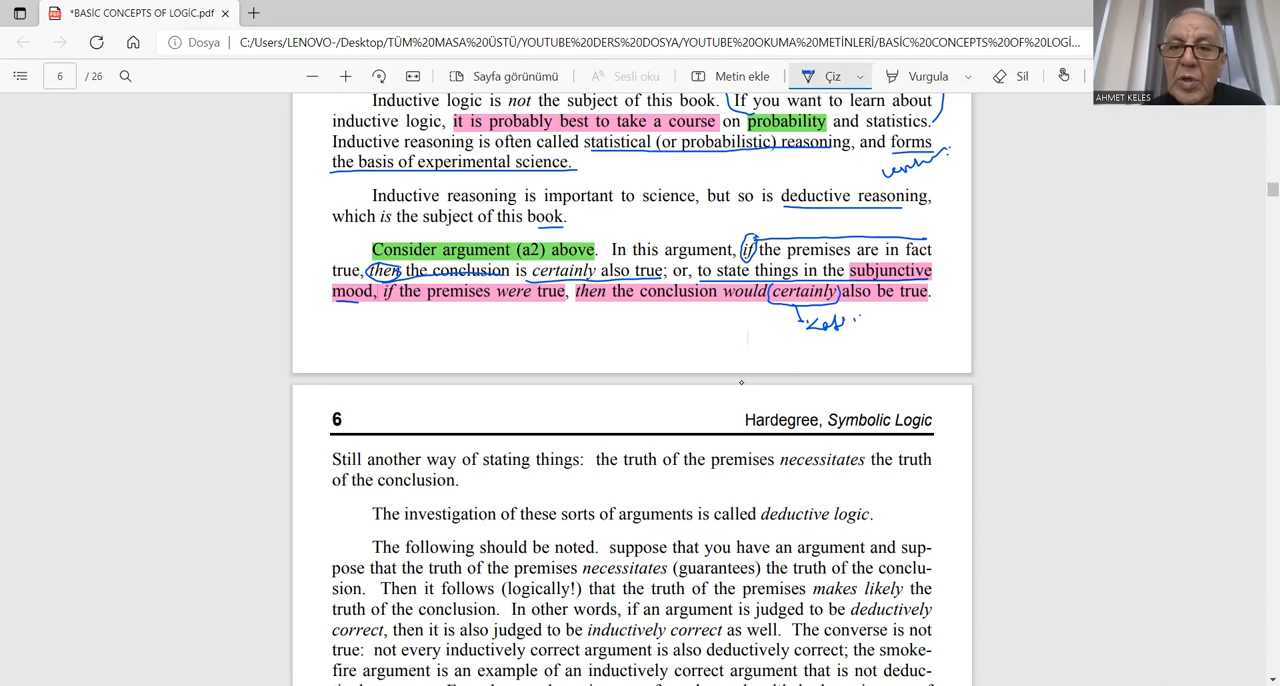 *BASİC CONCEPTS OF LOGİC.pdf
Dosya
C:/Users/LENOVO-/Desktop/TÜM%20MASA%20ÜSTÜ/YOUTUBE%20DERS%20DOSYA/YOUTUBE%20OKUMA%20METİNLERİ/BASİC%20CONCEPTS%20OF%20LOGİ...
6 / 26
Sayfa görünümü
Sesli oku
Metin ekle
Çiz
Vurgula
Sil
AHMET KELES
Inductive logic is not the subject of this book. If you want to learn about
inductive logic, it is probably best to take a course on probability and statistics.
Inductive reasoning is often called statistical (or probabilistic) reasoning, and forms
the basis of experimental science.
Inductive reasoning is important to science, but so is deductive reasoning,
which is the subject of this book.
Consider argument (a2) above. In this argument, if the premises are in fact
true, then the conclusion is certainly also true; or, to state things in the subjunctive
mood, if the premises were true, then the conclusion would certainly also be true.
6
Hardegree, Symbolic Logic
Still another way of stating things: the truth of the premises necessitates the truth
of the conclusion.
The investigation of these sorts of arguments is called deductive logic.
The following should be noted. suppose that you have an argument and sup-
pose that the truth of the premises necessitates (guarantees) the truth of the conclu-
sion. Then it follows (logically!) that the truth of the premises makes likely the
truth of the conclusion. In other words, if an argument is judged to be deductively
correct, then it is also judged to be inductively correct as well. The converse is not
true: not every inductively correct argument is also deductively correct; the smoke-
fire argument is an example of an inductively correct argument that is not deduc-